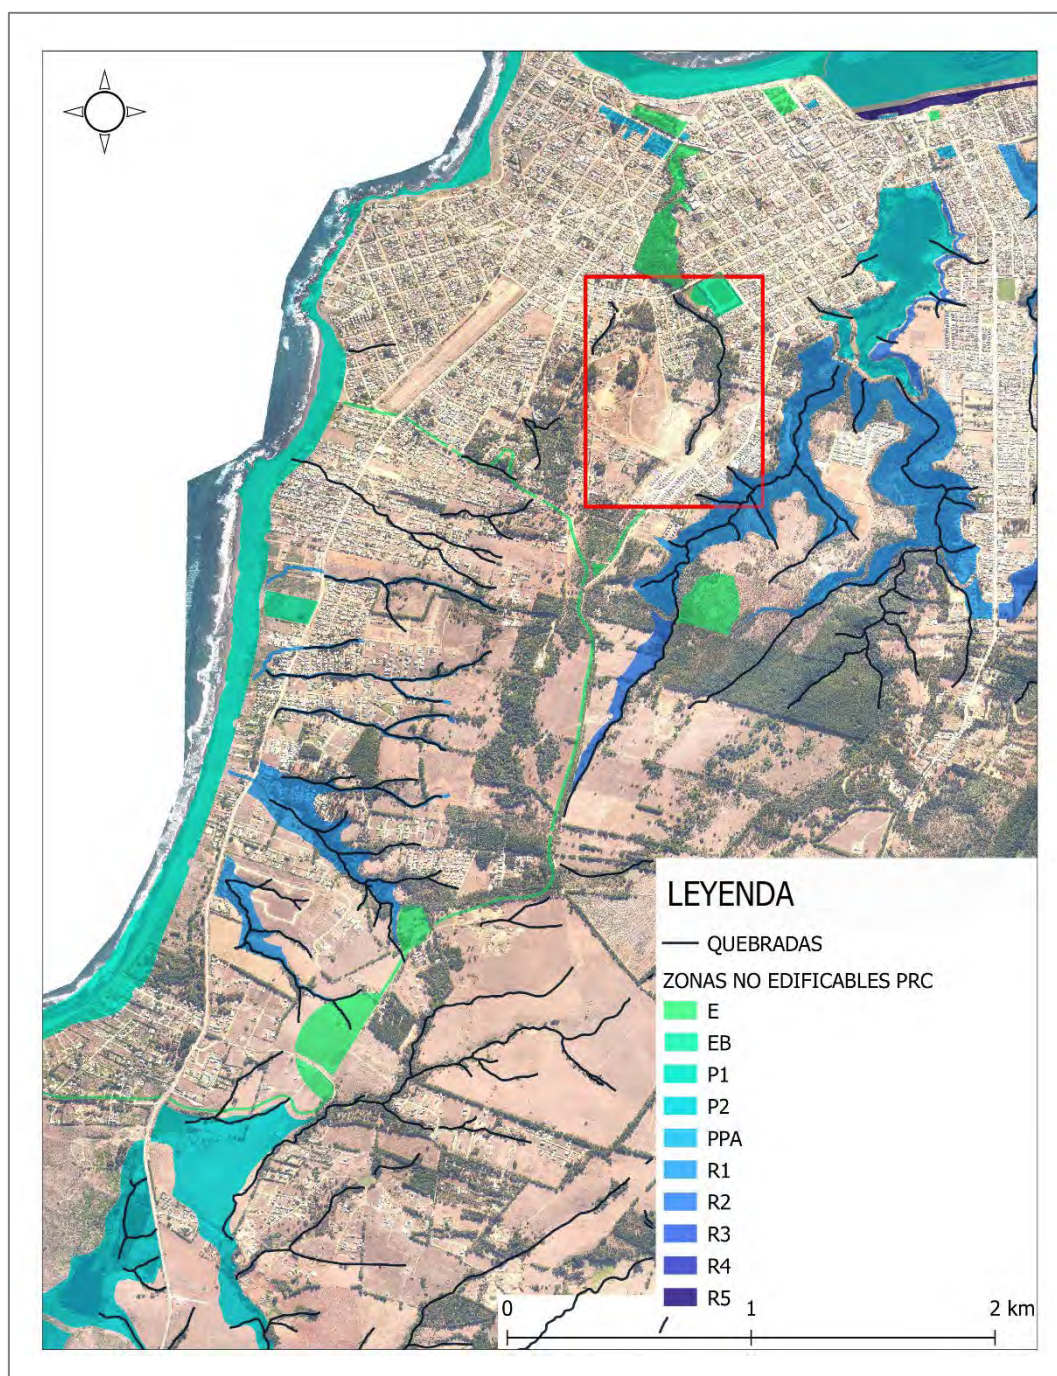 LEYENDA
QUEBRADAS
ZONAS NO EDIFICABLES PRC
E
EB
P1
P2
PPA
R1
R2
R3
R4
R5
0 1 2 km